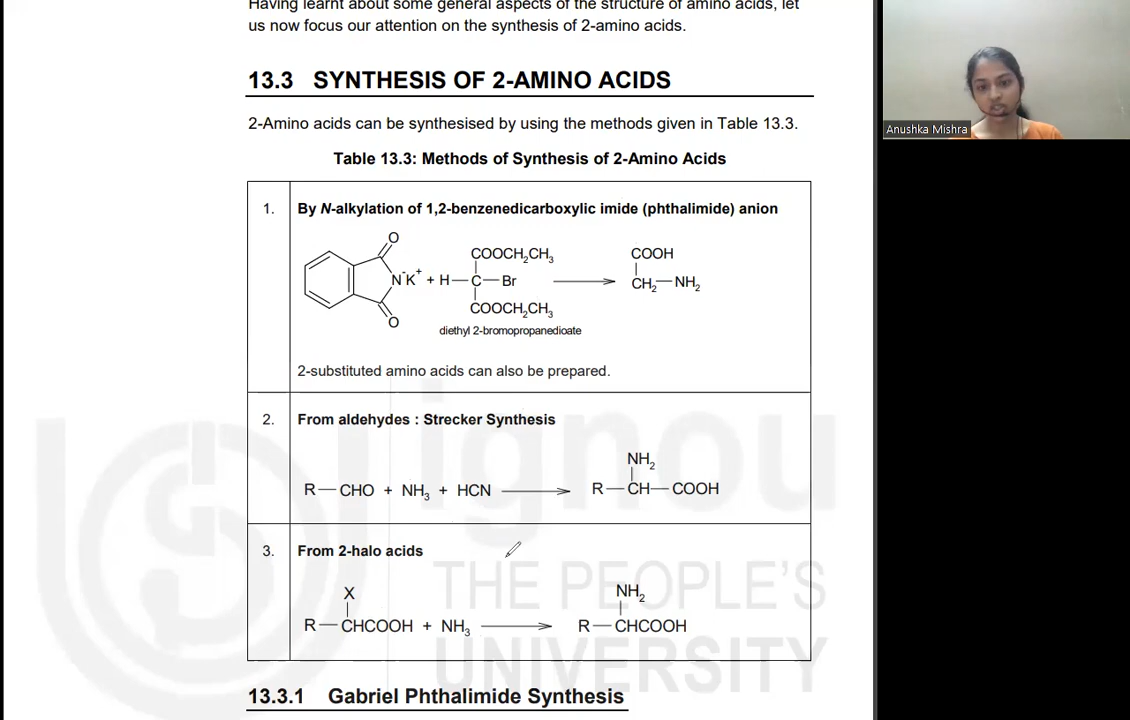 Having learnt about some general aspects of the structure of amino acids, let
us now focus our attention on the synthesis of 2-amino acids.
13.3 SYNTHESIS OF 2-AMINO ACIDS
2-Amino acids can be synthesised by using the methods given in Table 13.3.
Table 13.3: Methods of Synthesis of 2-Amino Acids
1. By N-alkylation of 1,2-benzenedicarboxylic imide (phthalimide) anion
O
COOCH2CH3
COOH
N-K+ + H—C—Br
CH2—NH2
COOCH2CH3
O
diethyl 2-bromopropanedioate
2-substituted amino acids can also be prepared.
2. From aldehydes : Strecker Synthesis
NH2
R—CHO + NH3 + HCN ⟶ R—CH—COOH
3. From 2-halo acids
X
NH2
R—CHCOOH + NH3 ⟶ R—CHCOOH
13.3.1 Gabriel Phthalimide Synthesis
ignou
THE PEOPLE'S
UNIVERSITY
Anushka Mishra